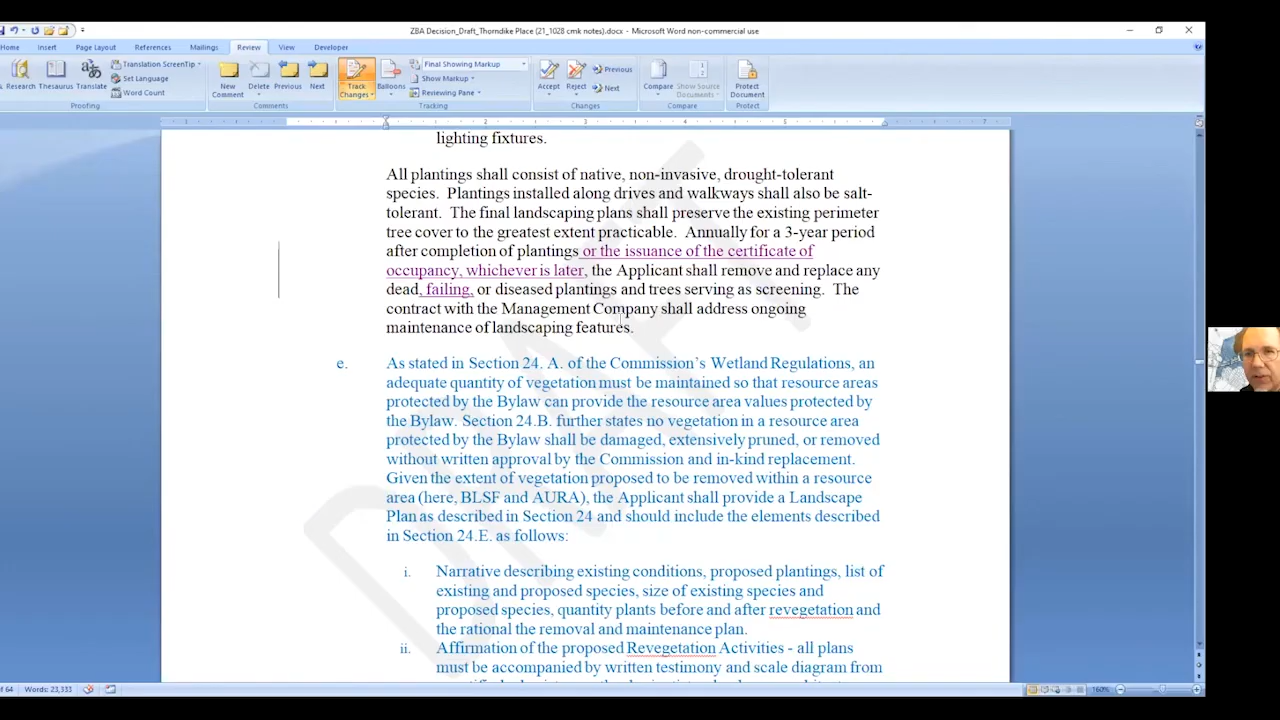 ZBA Decision_Draft_Thorndike Place (21_1028 cmk notes).docx - Microsoft Word non-commercial use
Home Insert Page Layout References Mailings Review View Developer
Research Thesaurus Translate
Translation ScreenTip
Set Language
Word Count
New Comment
Delete Previous Next
Track Changes
Balloons
Final Showing Markup
Show Markup
Reviewing Pane
Accept Reject
Previous
Next
Compare
Show Source Documents
Protect Document
Proofing Comments Tracking Changes Compare Protect
lighting fixtures.
All plantings shall consist of native, non-invasive, drought-tolerant
species. Plantings installed along drives and walkways shall also be salt-
tolerant. The final landscaping plans shall preserve the existing perimeter
tree cover to the greatest extent practicable. Annually for a 3-year period
after completion of plantings or the issuance of the certificate of
occupancy, whichever is later, the Applicant shall remove and replace any
dead, failing, or diseased plantings and trees serving as screening. The
contract with the Management Company shall address ongoing
maintenance of landscaping features.
e. As stated in Section 24. A. of the Commission's Wetland Regulations, an
adequate quantity of vegetation must be maintained so that resource areas
protected by the Bylaw can provide the resource area values protected by
the Bylaw. Section 24.B. further states no vegetation in a resource area
protected by the Bylaw shall be damaged, extensively pruned, or removed
without written approval by the Commission and in-kind replacement.
Given the extent of vegetation proposed to be removed within a resource
area (here, BLSF and AURA), the Applicant shall provide a Landscape
Plan as described in Section 24 and should include the elements described
in Section 24.E. as follows:
i. Narrative describing existing conditions, proposed plantings, list of
existing and proposed species, size of existing species and
proposed species, quantity plants before and after revegetation and
the rational the removal and maintenance plan.
ii. Affirmation of the proposed Revegetation Activities - all plans
must be accompanied by written testimony and scale diagram from
DRAFT
of 64 Words: 23,333
160%